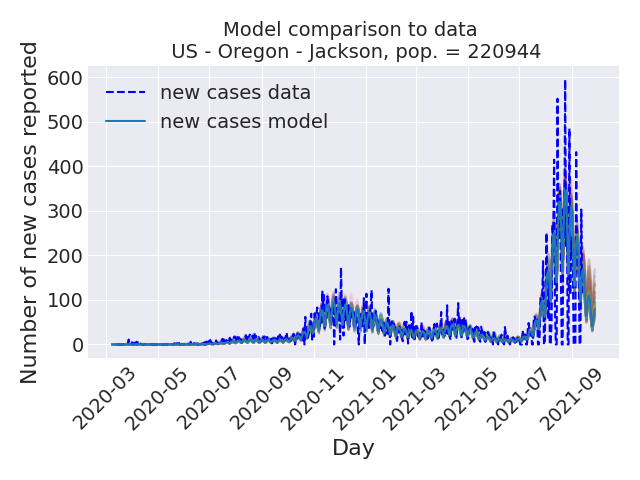 Model comparison to data
US - Oregon - Jackson, pop. = 220944
Number of new cases reported
600
500
400
300
200
100
0
new cases data
new cases model
2020-03
2020-05
2020-07
2020-09
2020-11
2021-01
2021-03
2021-05
2021-07
2021-09
Day